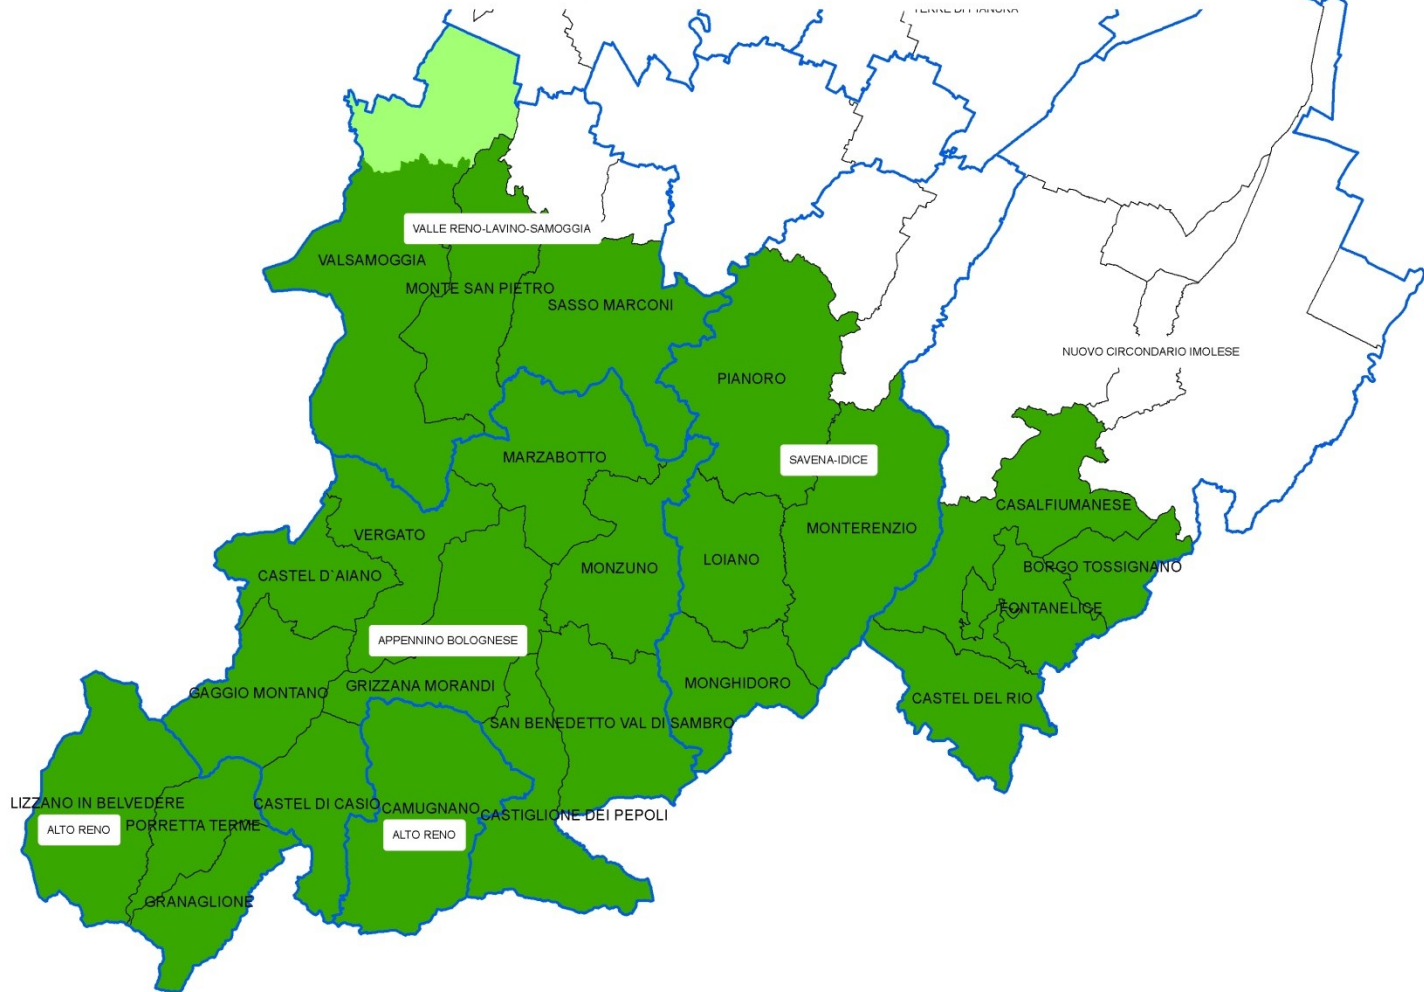 TERRE DI PIANURA
VALLE RENO-LAVINO-SAMOGGIA
VALSAMOGGIA
MONTE SAN PIETRO
SASSO MARCONI
NUOVO CIRCONDARIO IMOLESE
PIANORO
MARZABOTTO
SAVENA-IDICE
CASALFIUMANESE
MONTERENZIO
VERGATO
LOIANO
MONZUNO
BORGO TOSSIGNANO
CASTEL D`AIANO
FONTANELICE
APPENNINO BOLOGNESE
MONGHIDORO
GRIZZANA MORANDI
GAGGIO MONTANO
CASTEL DEL RIO
SAN BENEDETTO VAL DI SAMBRO
LIZZANO IN BELVEDERE
CASTEL DI CASIO
CAMUGNANO
CASTIGLIONE DEI PEPOLI
PORRETTA TERME
ALTO RENO
ALTO RENO
GRANAGLIONE